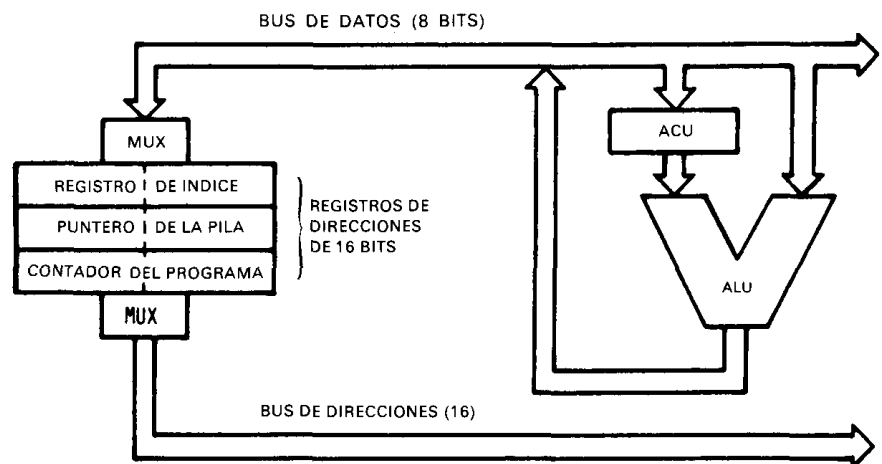 BUS DE DATOS (8 BITS)
MUX
REGISTRO DE INDICE
PUNTERO DE LA PILA
CONTADOR DEL PROGRAMA
MUX
REGISTROS DE
DIRECCIONES
DE 16 BITS
ACU
ALU
BUS DE DIRECCIONES (16)